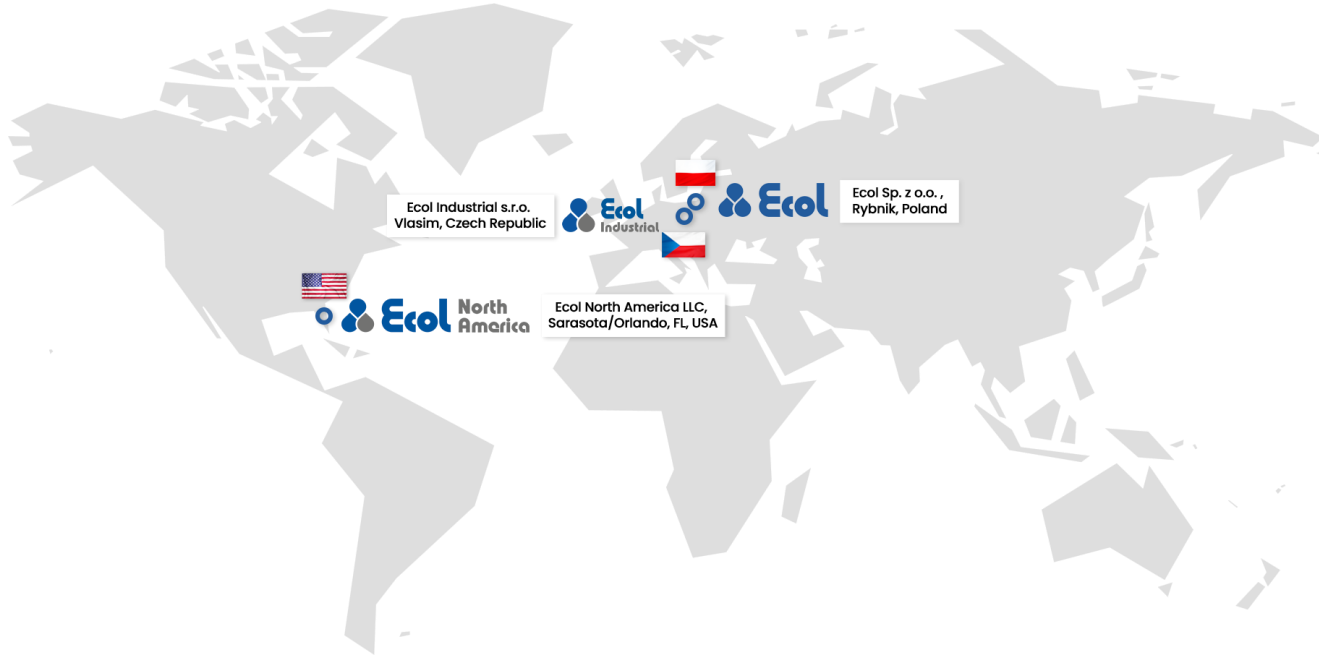 Ecol Industrial s.r.o.
Vlasim, Czech Republic
Ecol
Industrial
Ecol
Ecol Sp. z o.o. ,
Rybnik, Poland
Ecol North
America
Ecol North America LLC,
Sarasota/Orlando, FL, USA